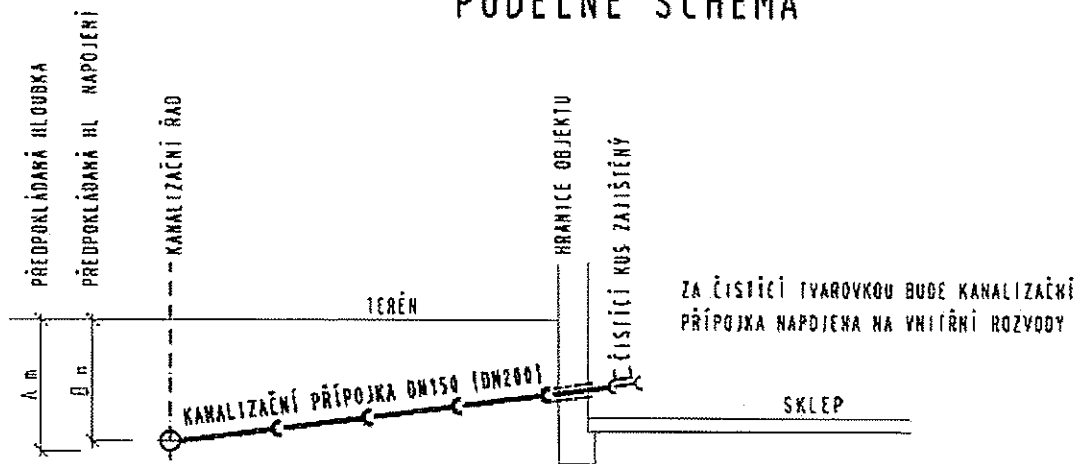 PODÉLNÉ SCHÉMA
PŘEDPOKLÁDANÁ HLOUBKA
PŘEDPOKLÁDANÁ HL NAPOJENÍ
KANALIZAČNÍ ŘAD
HRANICE OBJEKTU
ČISTÍCÍ KUS ZAJIŠTĚNÝ
TERÉN
ZA ČISTÍCÍ TVAROVKOU BUDE KANALIZAČNÍ
PŘÍPOJKA NAPOJENA NA VNITŘNÍ ROZVODY
KANALIZAČNÍ PŘÍPOJKA DN150 (DN200)
SKLEP